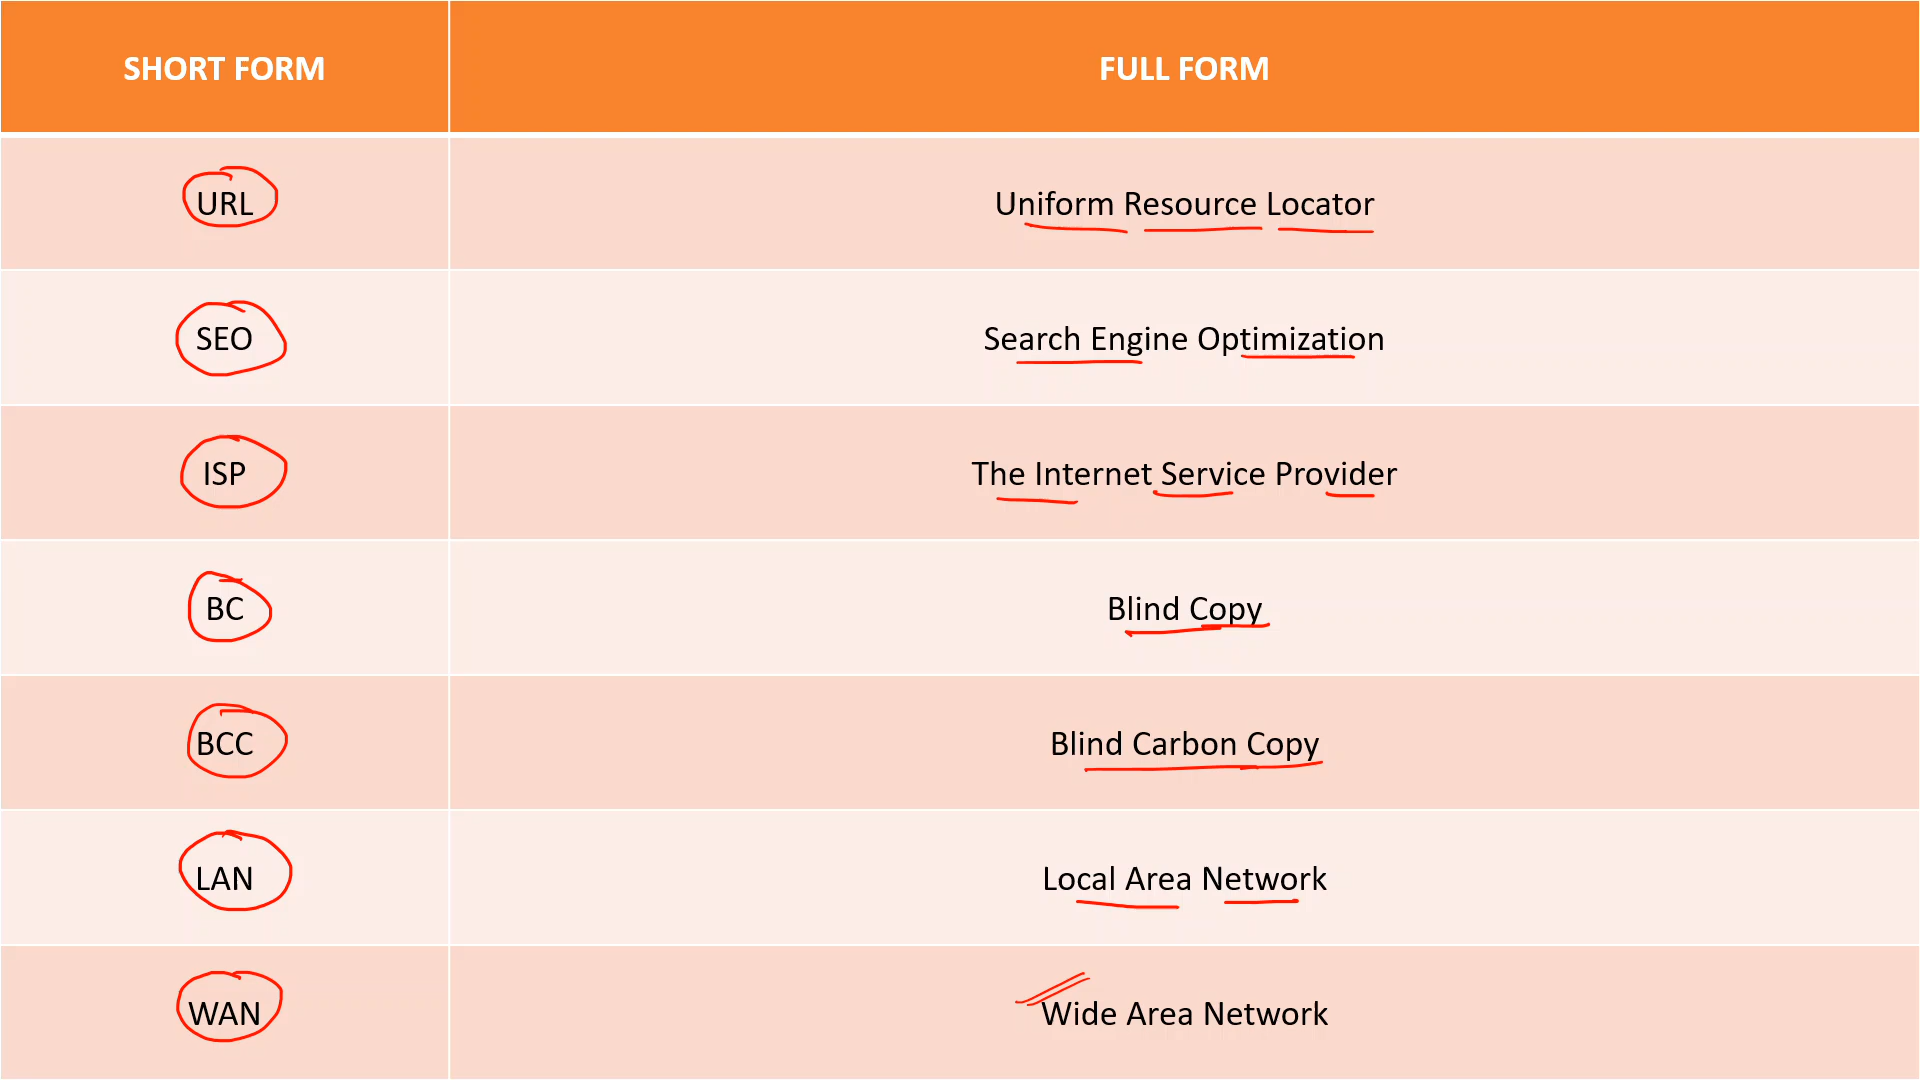 SHORT FORM FULL FORM
URL Uniform Resource Locator
SEO Search Engine Optimization
ISP The Internet Service Provider
BC Blind Copy
BCC Blind Carbon Copy
LAN Local Area Network
WAN Wide Area Network